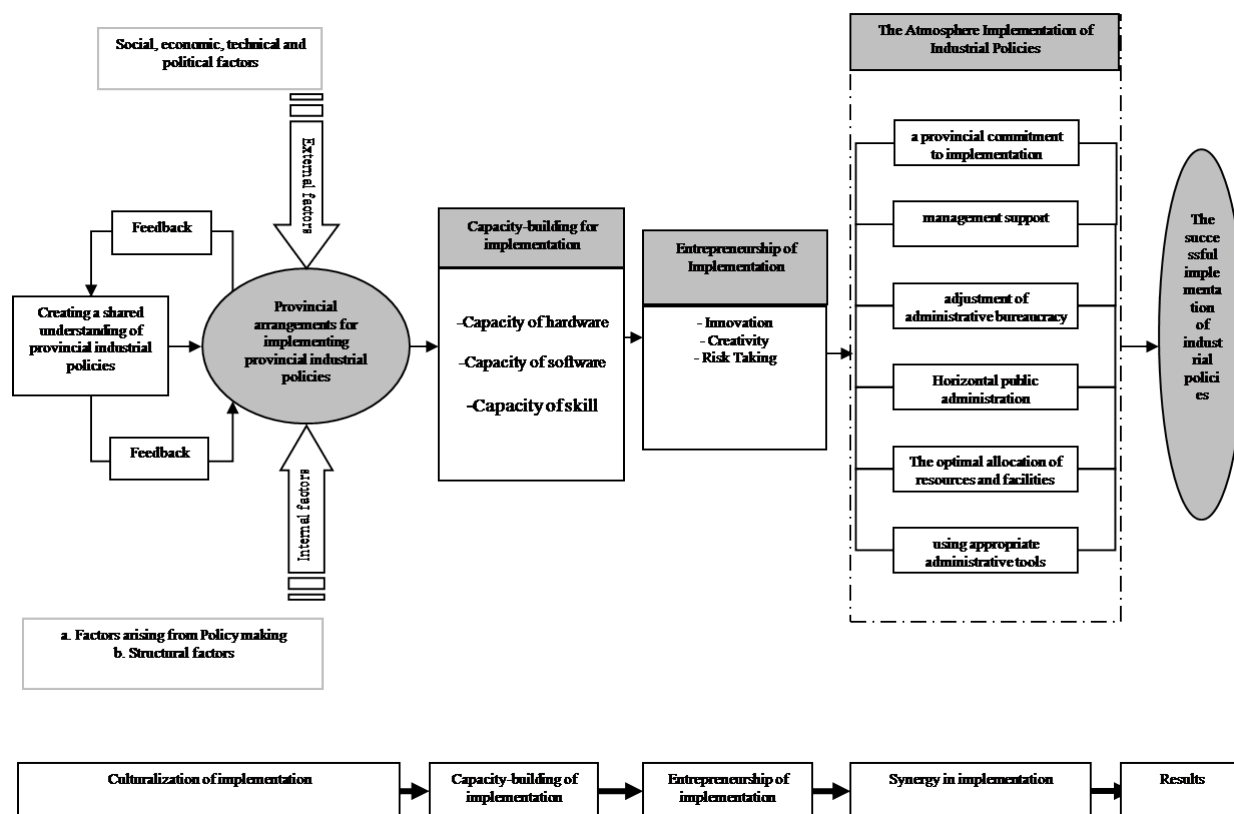 Social, economic, technical and
political factors
External factors
Feedback
Creating a shared
understanding of
provincial industrial
policies
Provincial
arrangements for
implementing
provincial industrial
policies
Feedback
Internal factors
a. Factors arising from Policy making
b. Structural factors
Capacity-building for
implementation
-Capacity of hardware
-Capacity of software
-Capacity of skill
Entrepreneurship of
Implementation
- Innovation
- Creativity
- Risk Taking
The Atmosphere Implementation of
Industrial Policies
a provincial commitment
to implementation
management support
adjustment of
administrative bureaucracy
Horizontal public
administration
The optimal allocation of
resources and facilities
using appropriate
administrative tools
The
succe
ssful
imple
menta
tion
of
indust
rial
polici
es
Culturalization of implementation
Capacity-building of
implementation
Entrepreneurship of
implementation
Synergy in implementation
Results